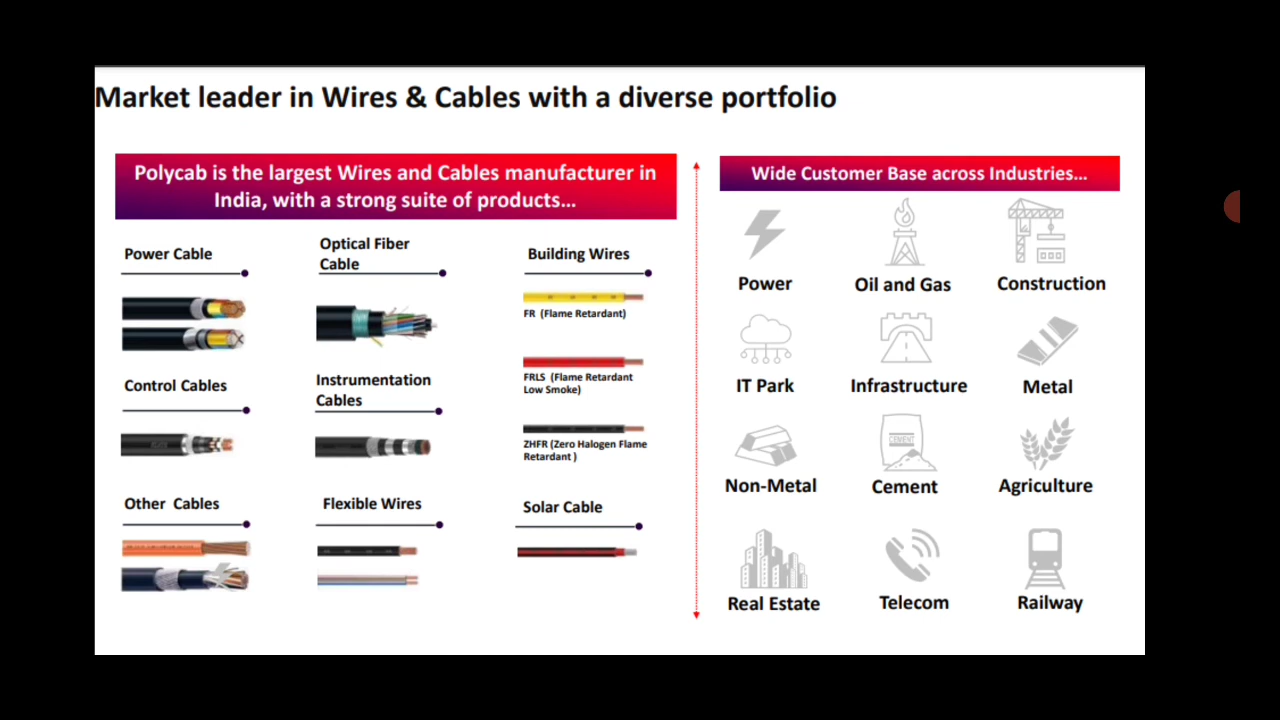 Market leader in Wires & Cables with a diverse portfolio
Polycab is the largest Wires and Cables manufacturer in
India, with a strong suite of products...
Power Cable
Optical Fiber
Cable
Building Wires
FR (Flame Retardant)
FRLS (Flame Retardant
Low Smoke)
Control Cables
Instrumentation
Cables
ZHFR (Zero Halogen Flame
Retardant )
Other Cables
Flexible Wires
Solar Cable
Wide Customer Base across Industries...
Power
Oil and Gas
Construction
IT Park
Infrastructure
Metal
CEMENT
Non-Metal
Cement
Agriculture
Real Estate
Telecom
Railway